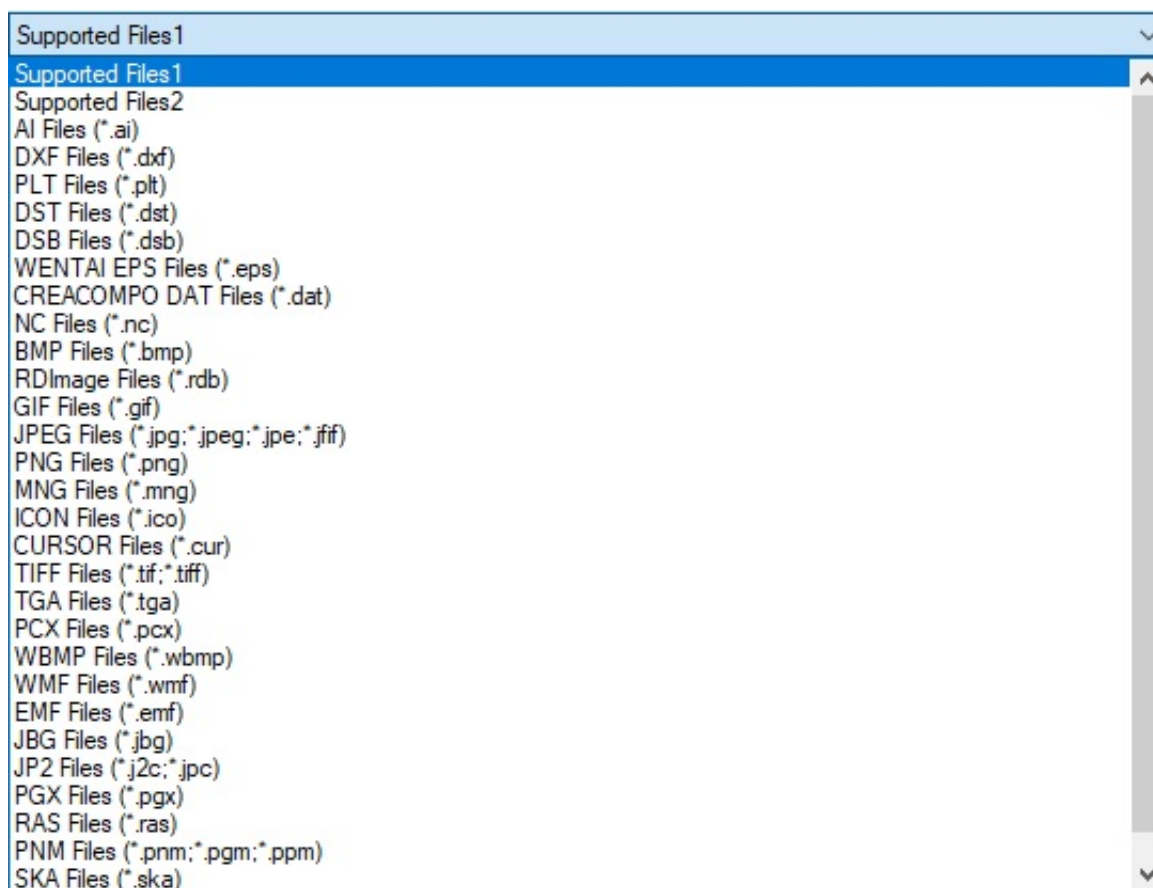 Supported Files1
Supported Files1
Supported Files2
AI Files (*.ai)
DXF Files (*.dxf)
PLT Files (*.plt)
DST Files (*.dst)
DSB Files (*.dsb)
WENTAI EPS Files (*.eps)
CREACOMPO DAT Files (*.dat)
NC Files (*.nc)
BMP Files (*.bmp)
RDImage Files (*.rdb)
GIF Files (*.gif)
JPEG Files (*.jpg;*.jpeg;*.jpe;*.jfif)
PNG Files (*.png)
MNG Files (*.mng)
ICON Files (*.ico)
CURSOR Files (*.cur)
TIFF Files (*.tif;*.tiff)
TGA Files (*.tga)
PCX Files (*.pcx)
WBMP Files (*.wbmp)
WMF Files (*.wmf)
EMF Files (*.emf)
JBG Files (*.jbg)
JP2 Files (*.j2c;*.jpc)
PGX Files (*.pgx)
RAS Files (*.ras)
PNM Files (*.pnm;*.pgm;*.ppm)
SKA Files (*.ska)